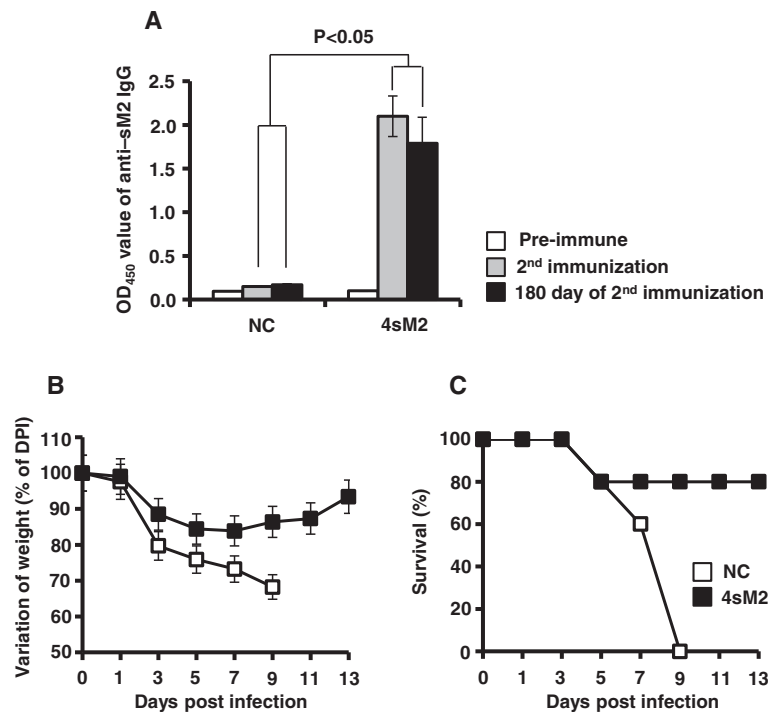 A
P<0.05
OD450 value of anti–sM2 IgG
2.5
2.0
1.5
1.0
0.5
0.0
NC
4sM2
Pre-immune
2nd immunization
180 day of 2nd immunization
B
Variation of weight (% of DPI)
110
100
90
80
70
60
50
0 1 3 5 7 9 11 13
Days post infection
C
Survival (%)
100
80
60
40
20
0
0 1 3 5 7 9 11 13
Days post infection
NC
4sM2